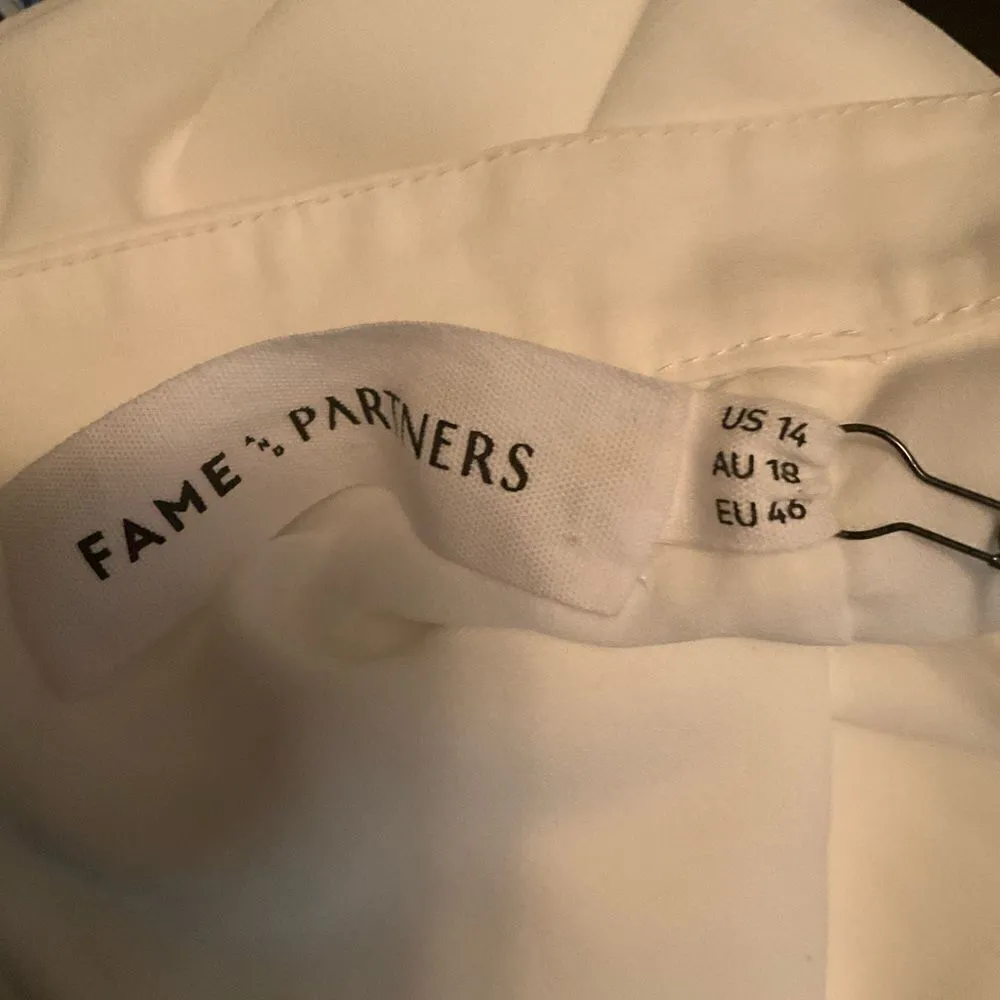 FAME AND PARTNERS
US 14
AU 18
EU 46